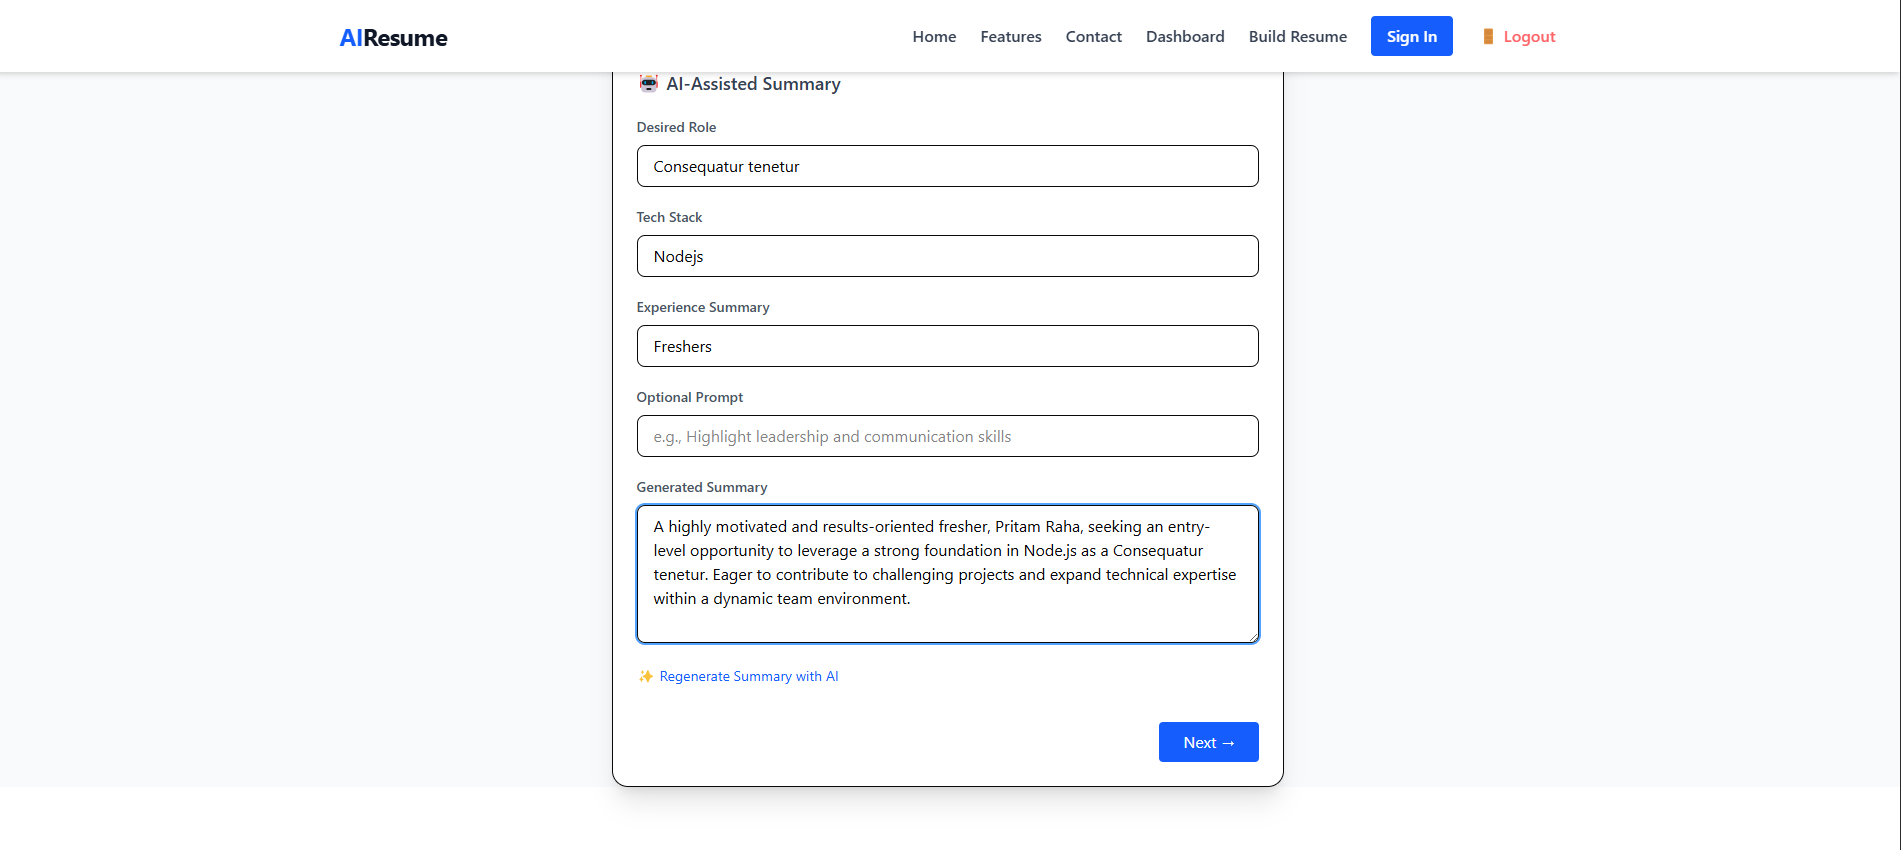 AIResume
Home Features Contact Dashboard Build Resume Sign In Logout
AI-Assisted Summary
Desired Role
Consequatur tenetur
Tech Stack
Nodejs
Experience Summary
Freshers
Optional Prompt
e.g., Highlight leadership and communication skills
Generated Summary
A highly motivated and results-oriented fresher, Pritam Raha, seeking an entry-
level opportunity to leverage a strong foundation in Node.js as a Consequatur
tenetur. Eager to contribute to challenging projects and expand technical expertise
within a dynamic team environment.
✨ Regenerate Summary with AI
Next →